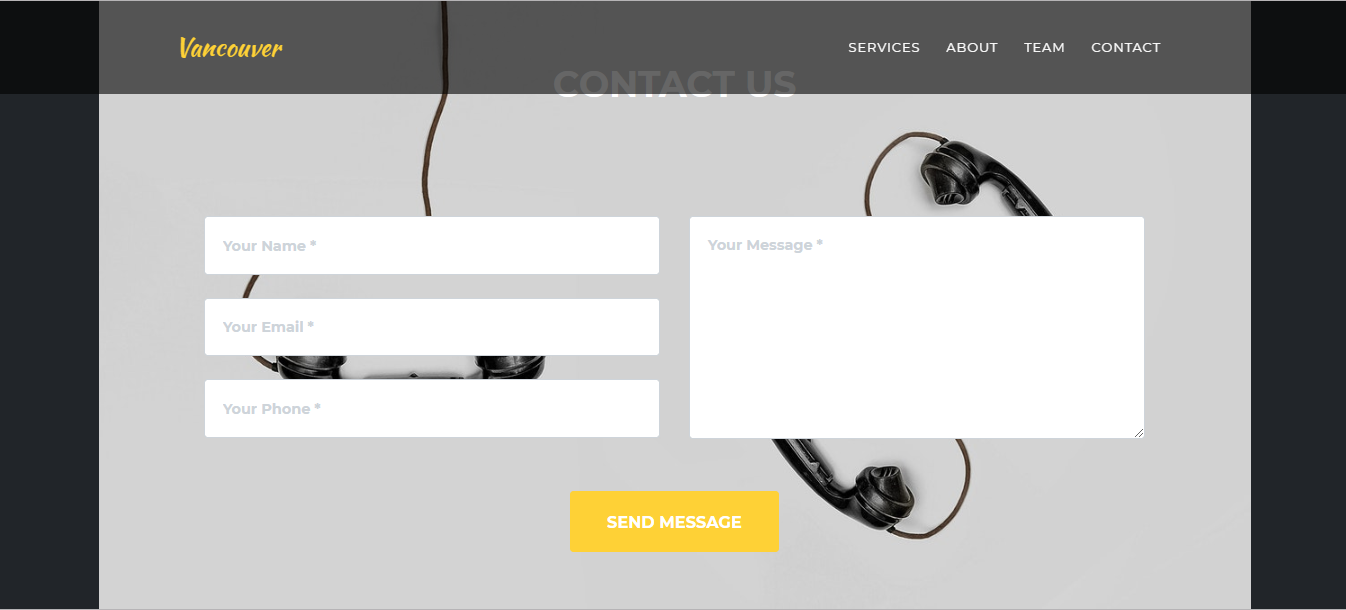 Vancouver
SERVICES ABOUT TEAM CONTACT
CONTACT US
Your Name *
Your Message *
Your Email *
Your Phone *
SEND MESSAGE